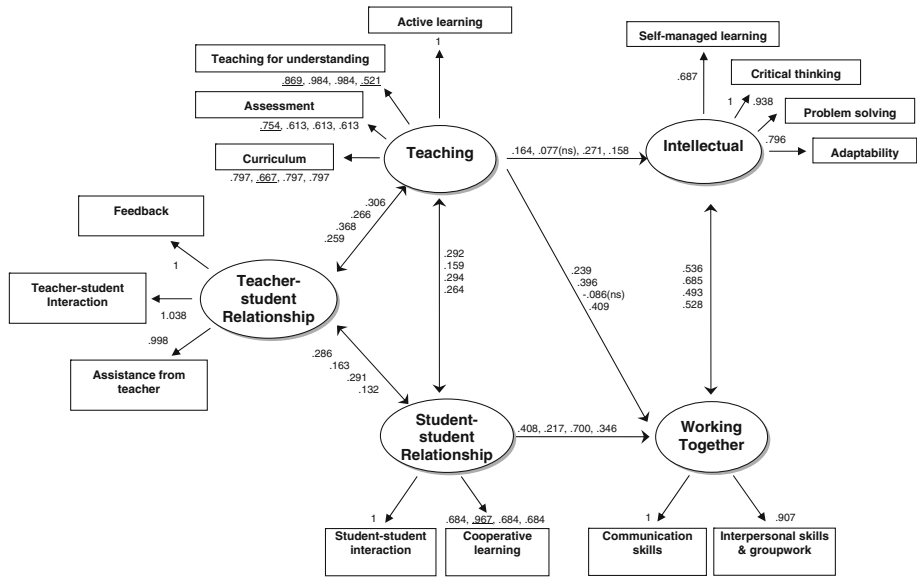 Active learning
1
Self-managed learning
.687
Teaching for understanding
.869, .984, .984, .521
Critical thinking
1
.938
Assessment
.754, .613, .613, .613
Problem solving
.796
Adaptability
Curriculum
.797, .667, .797, .797
Teaching
.164, .077(ns), .271, .158
Intellectual
Feedback
1
.306
.266
.368
.259
Teacher-student
Interaction
1.038
Teacher-
student
Relationship
.292
.159
.294
.264
.239
.396
-.086(ns)
.409
.536
.685
.493
.528
.998
Assistance from
teacher
.286
.163
.291
.132
Student-
student
Relationship
.408, .217, .700, .346
Working
Together
1
.684, .967, .684, .684
1
.907
Student-student
interaction
Cooperative
learning
Communication
skills
Interpersonal skills
& groupwork